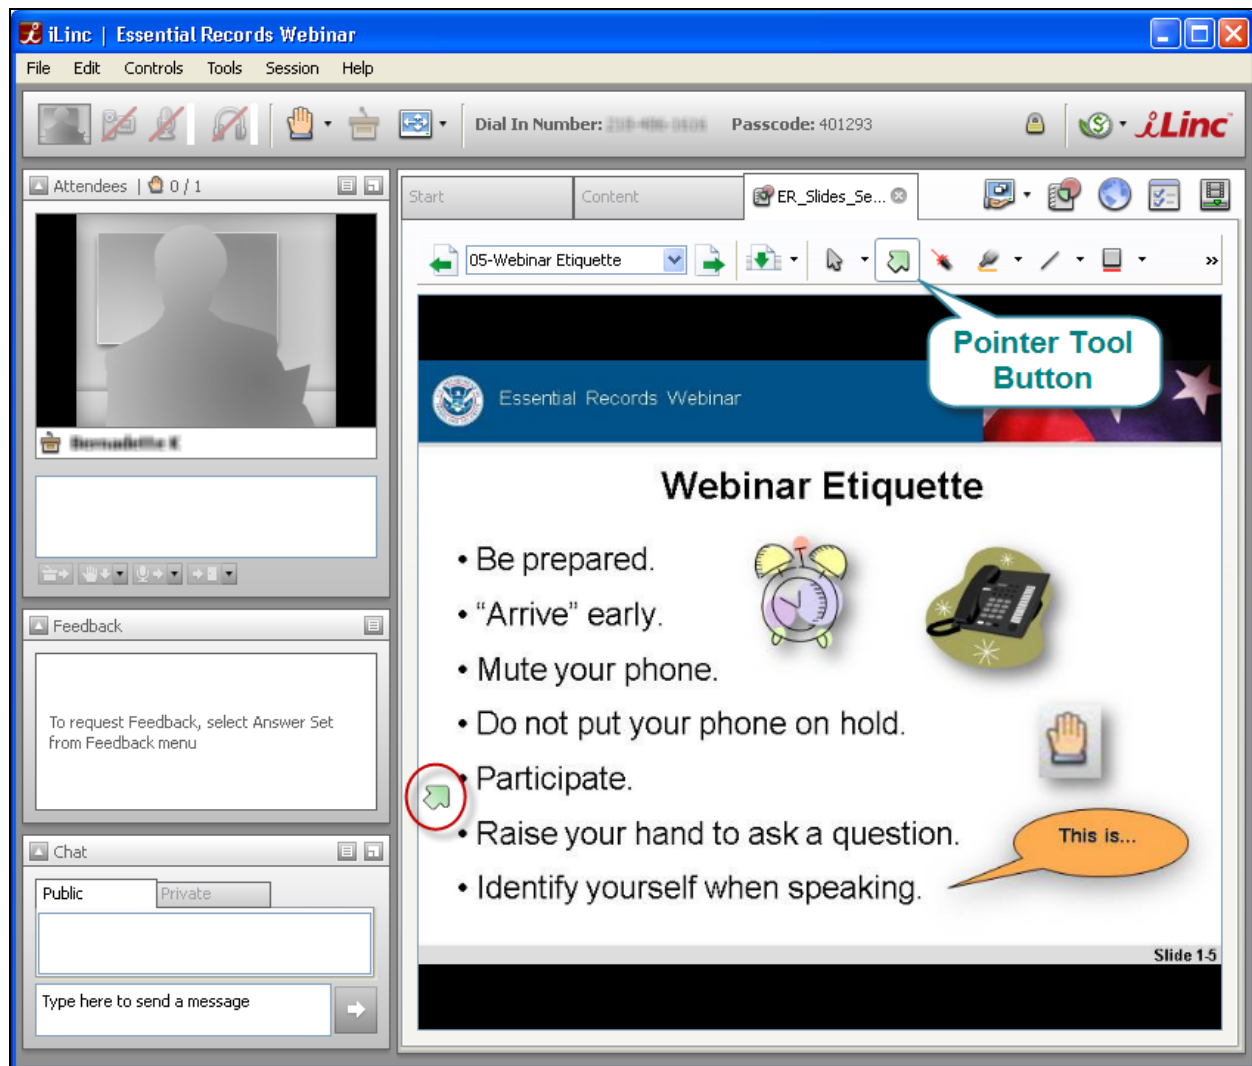 iLinc | Essential Records Webinar
File Edit Controls Tools Session Help
Dial In Number: Passcode: 401293
iLinc
Attendees | 0 / 1
Start Content ER_Slides_Se...
05-Webinar Etiquette
»
Pointer Tool
Button
Essential Records Webinar
Webinar Etiquette
• Be prepared.
• “Arrive” early.
• Mute your phone.
• Do not put your phone on hold.
• Participate.
• Raise your hand to ask a question.
This is...
• Identify yourself when speaking.
Slide 1-5
Feedback
To request Feedback, select Answer Set
from Feedback menu
Chat
Public Private
Type here to send a message